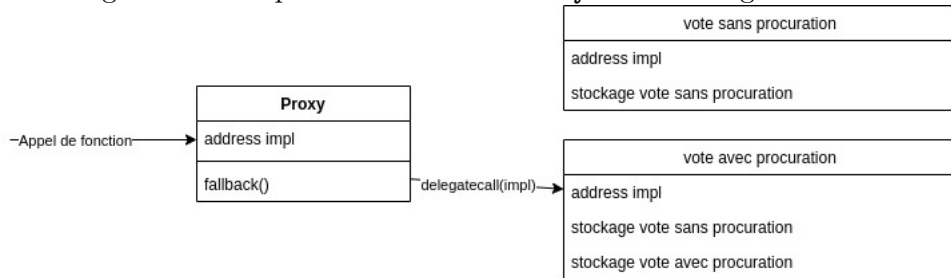 vote sans procuration
address impl
stockage vote sans procuration
Proxy
Appel de fonction
address impl
fallback()
delegatecall(impl)
vote avec procuration
address impl
stockage vote sans procuration
stockage vote avec procuration